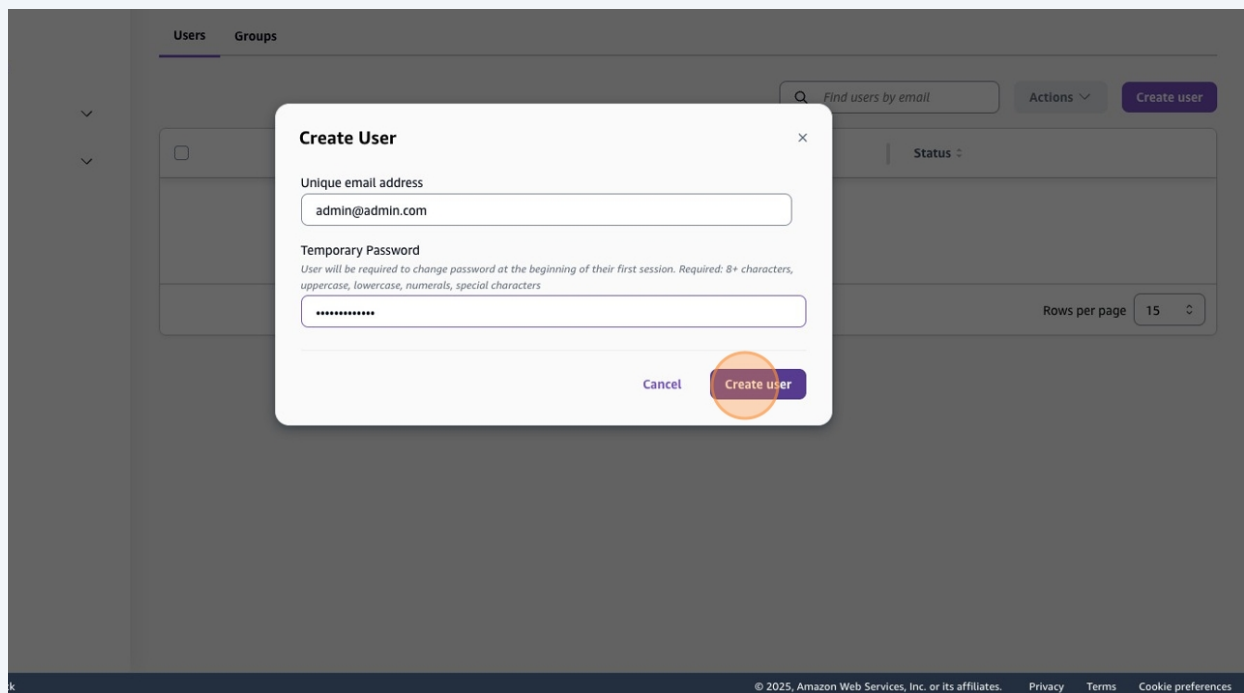 Users Groups
Find users by email
Actions
Create user
Create User
Status
Unique email address
admin@admin.com
Temporary Password
User will be required to change password at the beginning of their first session. Required: 8+ characters,
uppercase, lowercase, numerals, special characters
•••••••••••••
Rows per page 15
Cancel Create user
© 2025, Amazon Web Services, Inc. or its affiliates. Privacy Terms Cookie preferences